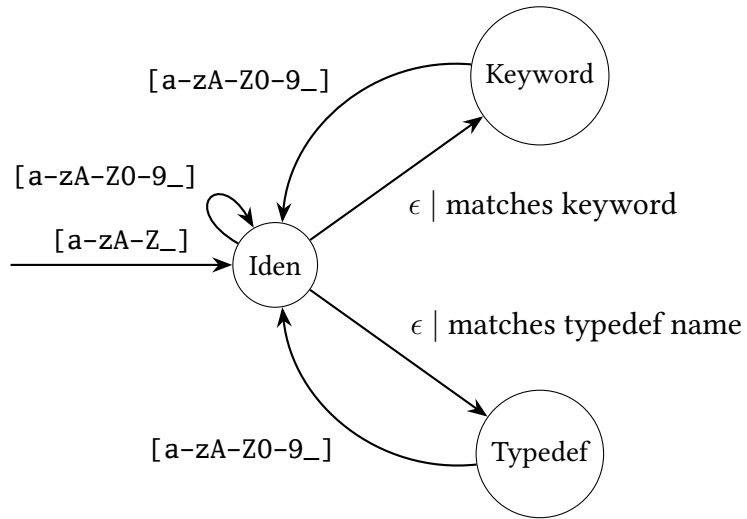 Keyword
[a-zA-Z0-9_]
[a-zA-Z0-9_]
ϵ | matches keyword
[a-zA-Z_]
Iden
ϵ | matches typedef name
[a-zA-Z0-9_]
Typedef